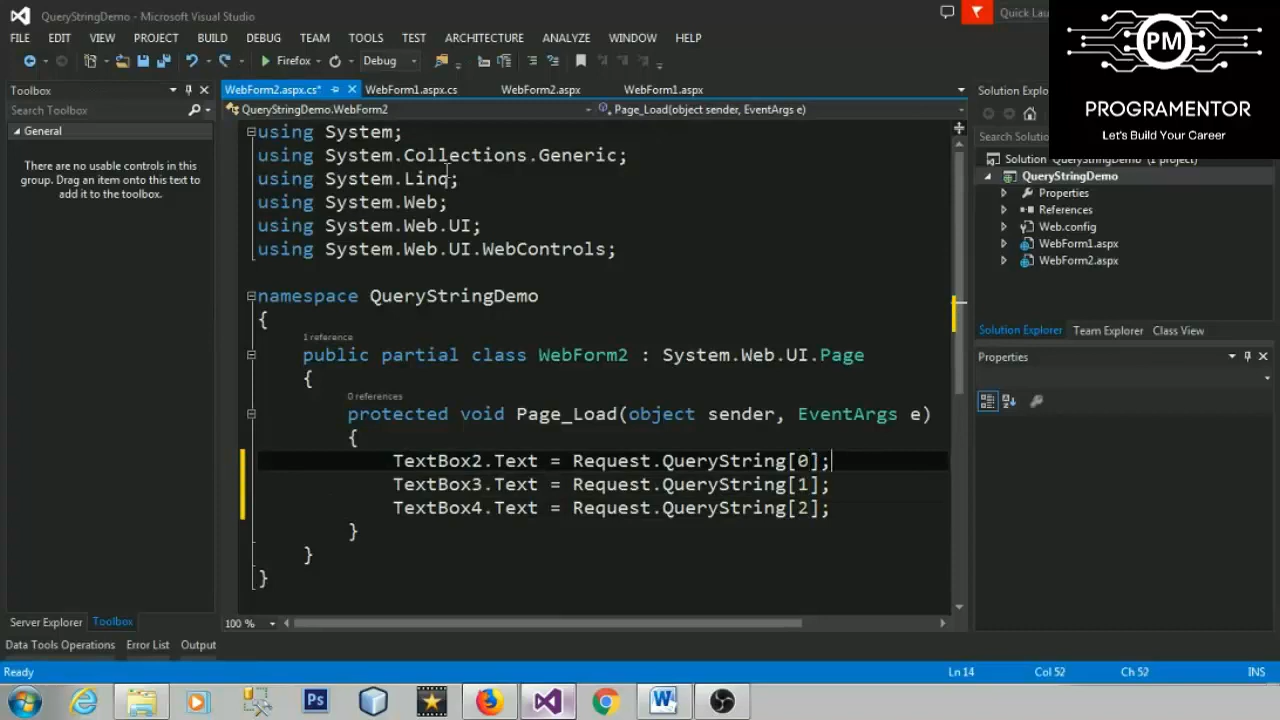 QueryStringDemo - Microsoft Visual Studio
Quick Lau
FILE EDIT VIEW PROJECT BUILD DEBUG TEAM TOOLS TEST ARCHITECTURE ANALYZE WINDOW HELP
PM
PROGRAMENTOR
Let's Build Your Career
Firefox Debug
Toolbox
WebForm2.aspx.cs* WebForm1.aspx.cs WebForm2.aspx WebForm1.aspx
Solution Explo
Search Toolbox
QueryStringDemo.WebForm2 Page_Load(object sender, EventArgs e)
General
There are no usable controls in this
group. Drag an item onto this text to
add it to the toolbox.
using System;
using System.Collections.Generic;
using System.Linq;
using System.Web;
using System.Web.UI;
using System.Web.UI.WebControls;
namespace QueryStringDemo
{
1 reference
public partial class WebForm2 : System.Web.UI.Page
{
0 references
protected void Page_Load(object sender, EventArgs e)
{
TextBox2.Text = Request.QueryString[0];
TextBox3.Text = Request.QueryString[1];
TextBox4.Text = Request.QueryString[2];
}
}
}
Search Solutio
Solution 'QueryStringDemo' (1 project)
QueryStringDemo
Properties
References
Web.config
WebForm1.aspx
WebForm2.aspx
Solution Explorer Team Explorer Class View
Properties
Server Explorer Toolbox
100 %
Data Tools Operations Error List Output
Ready Ln 14 Col 52 Ch 52 INS
Ps
W